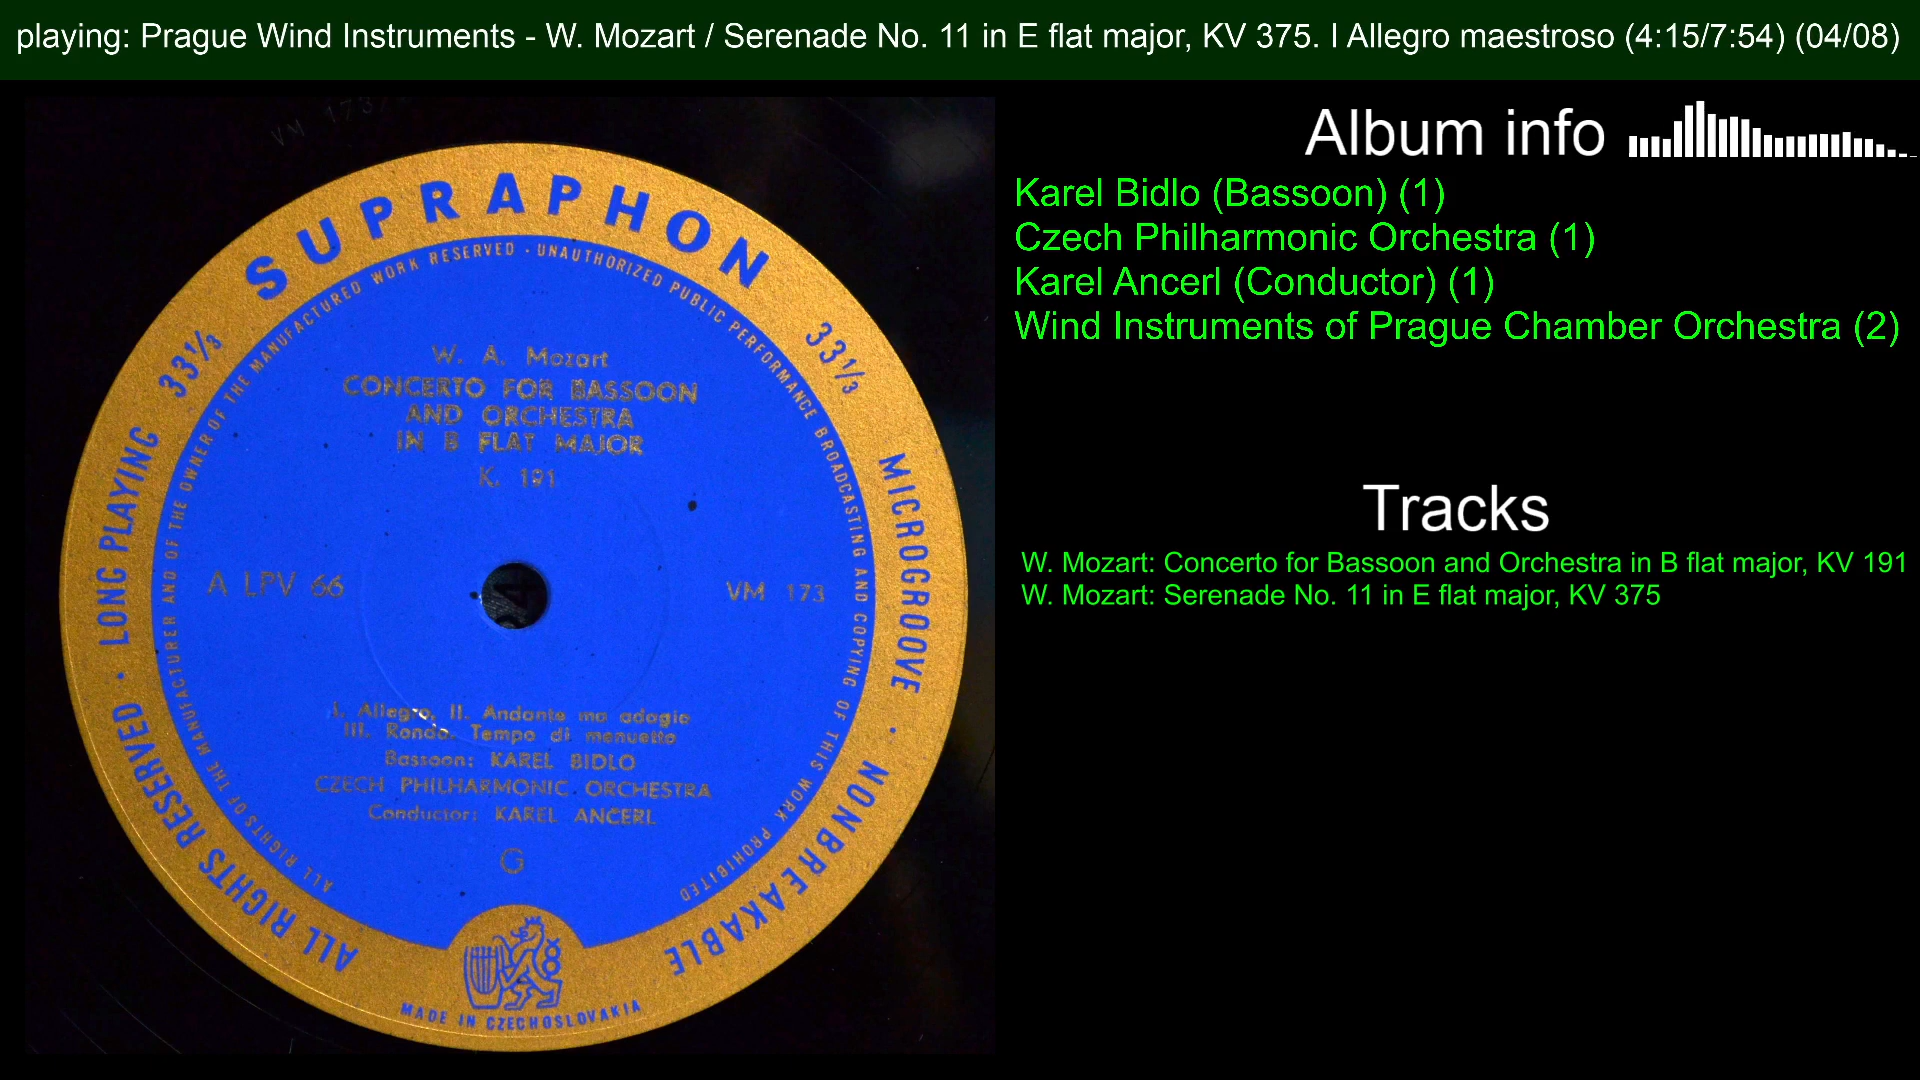 playing: Prague Wind Instruments - W. Mozart / Serenade No. 11 in E flat major, KV 375. I Allegro maestroso (4:15/7:54) (04/08)
VM 173
SUPRAPHON
33⅓
33⅓
LONG PLAYING
MICROGROOVE
NONBREAKABLE
ALL RIGHTS RESERVED
ALL RIGHTS OF THE MANUFACTURER AND OF THE OWNER OF THE MANUFACTURED WORK RESERVED · UNAUTHORIZED PUBLIC PERFORMANCE BROADCASTING AND COPYING OF THIS WORK PROHIBITED
W. A. Mozart
CONCERTO FOR BASSOON
AND ORCHESTRA
IN B FLAT MAJOR
K. 191
A LPV 66
VM 173
I. Allegro, II. Andante ma adagio
III. Rondo. Tempo di menuetto
Bassoon: KAREL BIDLO
CZECH PHILHARMONIC ORCHESTRA
Conductor: KAREL ANCERL
G
MADE IN CZECHOSLOVAKIA
Album info
Karel Bidlo (Bassoon) (1)
Czech Philharmonic Orchestra (1)
Karel Ancerl (Conductor) (1)
Wind Instruments of Prague Chamber Orchestra (2)
Tracks
W. Mozart: Concerto for Bassoon and Orchestra in B flat major, KV 191
W. Mozart: Serenade No. 11 in E flat major, KV 375